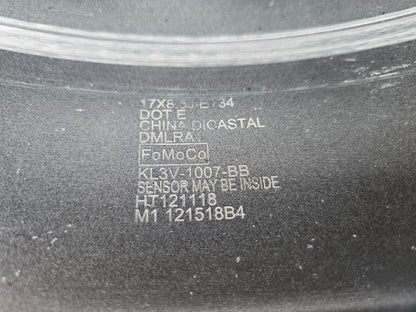 17X8.5J-ET34
DOT.E
CHINA DICASTAL
DMLRA
FoMoCo
KL3V-1007-BB
SENSOR MAY BE INSIDE
HT121118
M1 121518B4